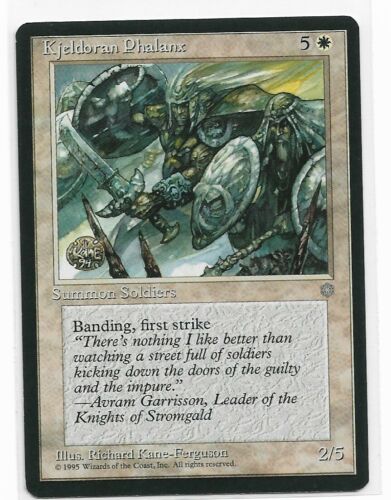 Kjeldoran Phalanx 5
Summon Soldiers
Banding, first strike
"There's nothing I like better than
watching a street full of soldiers
kicking down the doors of the guilty
and the impure."
—Avram Garrisson, Leader of the
Knights of Stromgald
Illus. Richard Kane-Ferguson 2/5
© 1995 Wizards of the Coast, Inc. All rights reserved.